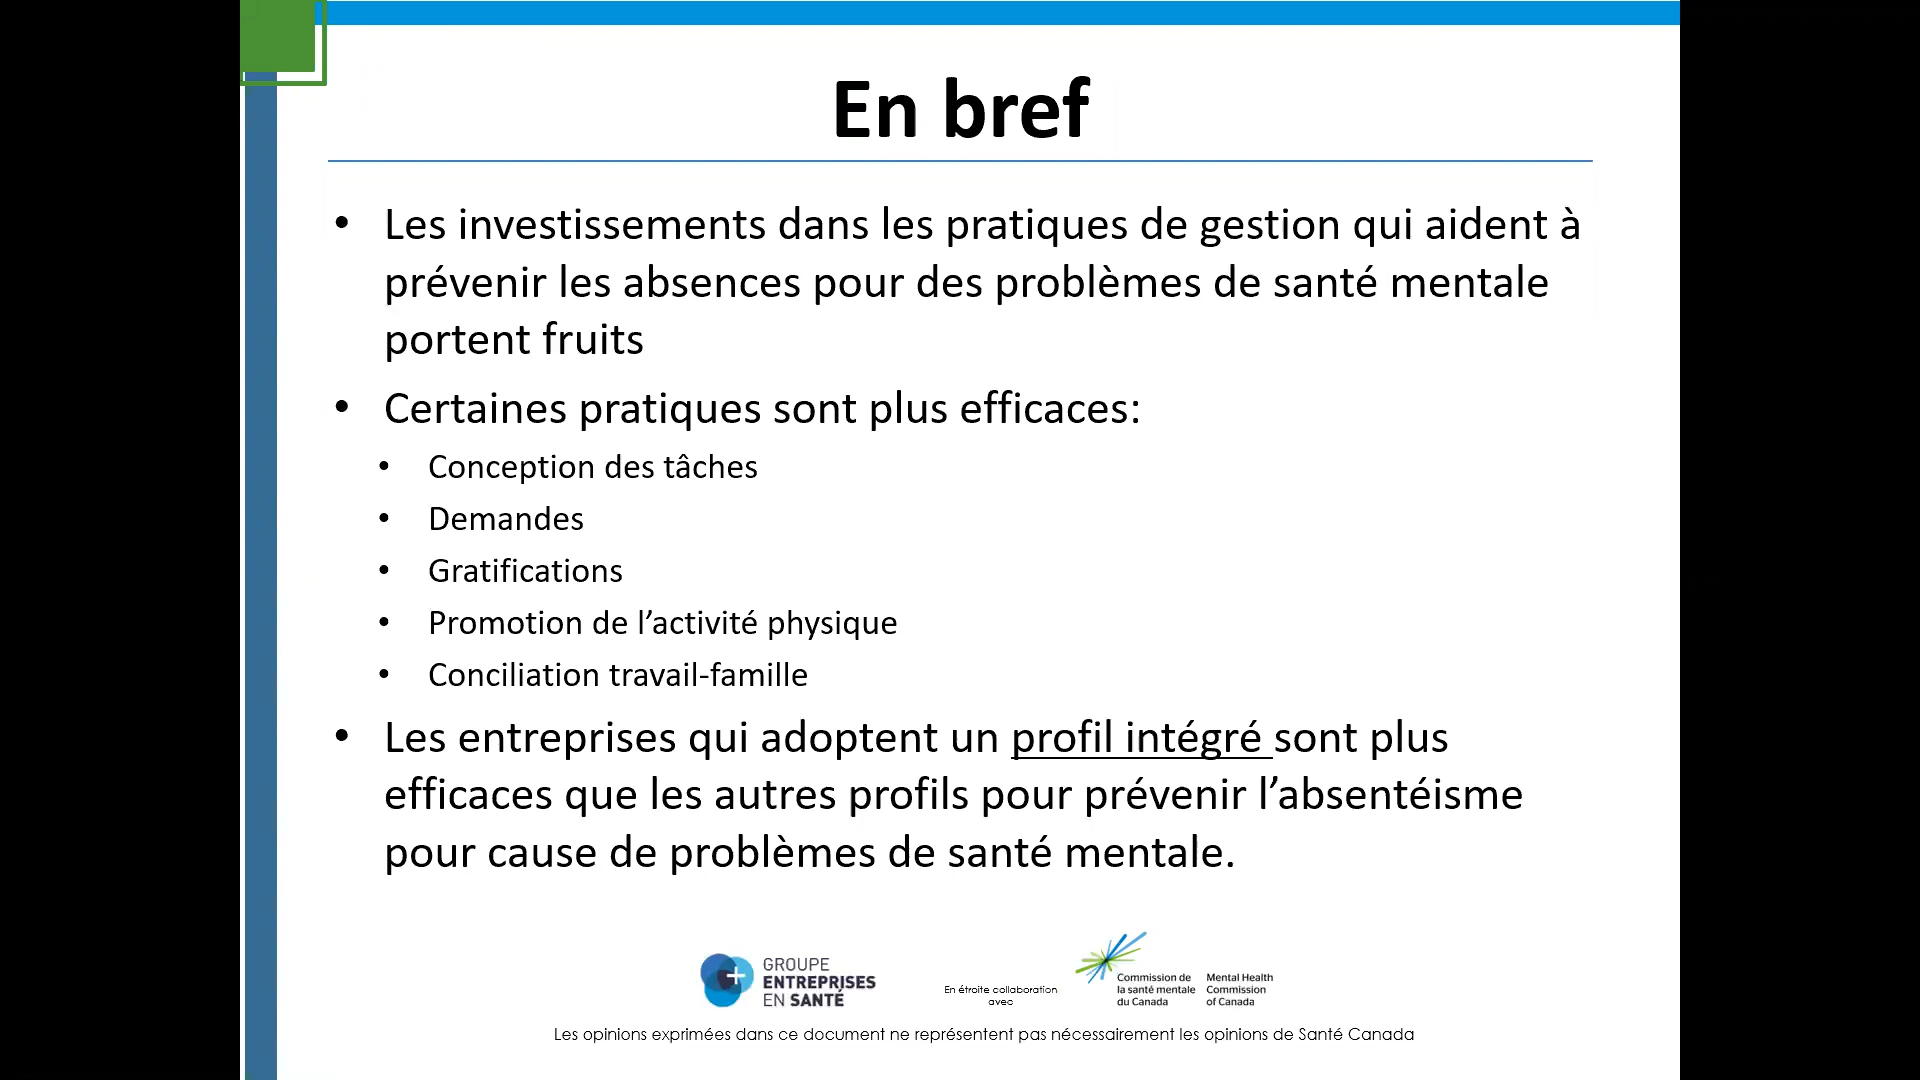 En bref
• Les investissements dans les pratiques de gestion qui aident à
prévenir les absences pour des problèmes de santé mentale
portent fruits
• Certaines pratiques sont plus efficaces:
• Conception des tâches
• Demandes
• Gratifications
• Promotion de l’activité physique
• Conciliation travail-famille
• Les entreprises qui adoptent un profil intégré sont plus
efficaces que les autres profils pour prévenir l’absentéisme
pour cause de problèmes de santé mentale.
GROUPE
ENTREPRISES
EN SANTÉ
En étroite collaboration
avec
Commission de
la santé mentale
du Canada
Mental Health
Commission
of Canada
Les opinions exprimées dans ce document ne représentent pas nécessairement les opinions de Santé Canada